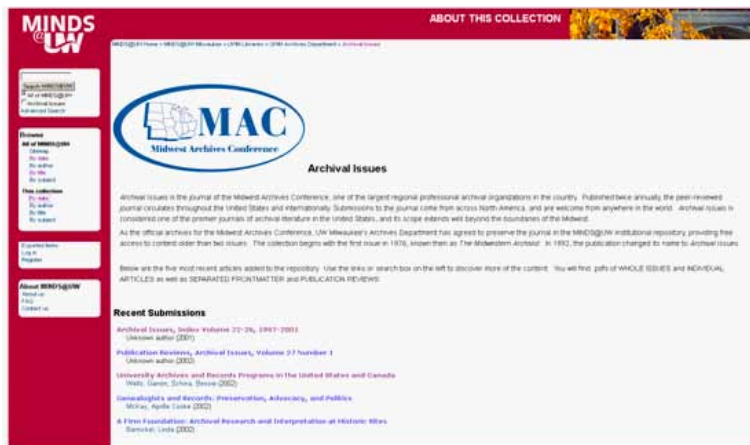 MINDS
@UW
ABOUT THIS COLLECTION
MINDS@UW Home > MINDS@UW Milwaukee > UWM Libraries > UWM Archives Department > Archival Issues
Search MINDS@UW
All of MINDS@UW
Archival Issues
Advanced Search
Browse
All of MINDS@UW
Sitemap
By date
By author
By title
By subject
This collection
By date
By author
By title
By subject
Log in
Register
About MINDS@UW
About us
FAQ
Contact us
MAC
Midwest Archives Conference
Archival Issues
Archival Issues is the journal of the Midwest Archives Conference, one of the largest regional professional archival organizations in the country. Published twice annually, the peer-reviewed
journal circulates throughout the United States and internationally. Submissions to the journal come from across North America, and are welcome from anywhere in the world. Archival Issues is
considered one of the premier journals of archival literature in the United States, and its scope extends well beyond the boundaries of the Midwest.
As the official archives for the Midwest Archives Conference, UW Milwaukee's Archives Department has agreed to preserve the journal in the MINDS@UW institutional repository, providing free
access to content older than two issues. The collection begins with the first issue in 1976, known then as The Midwestern Archivist. In 1992, the publication changed its name to Archival Issues.
Below are the five most recent articles added to the repository. Use the links or search box on the left to discover more of the content. You will find .pdfs of WHOLE ISSUES and INDIVIDUAL
ARTICLES as well as SEPARATED FRONTMATTER and PUBLICATION REVIEWS.
Recent Submissions
Archival Issues, Index Volume 22-26, 1997-2001
Unknown author (2001)
Publication Reviews, Archival Issues, Volume 27 Number 1
Unknown author (2002)
University Archives and Records Programs in the United States and Canada
(2002)
Genealogists and Records: Preservation, Advocacy, and Politics
McKay, Aprille Cooke (2002)
A Firm Foundation: Archival Research and Interpretation at Historic Sites
Barnickel, Linda (2002)